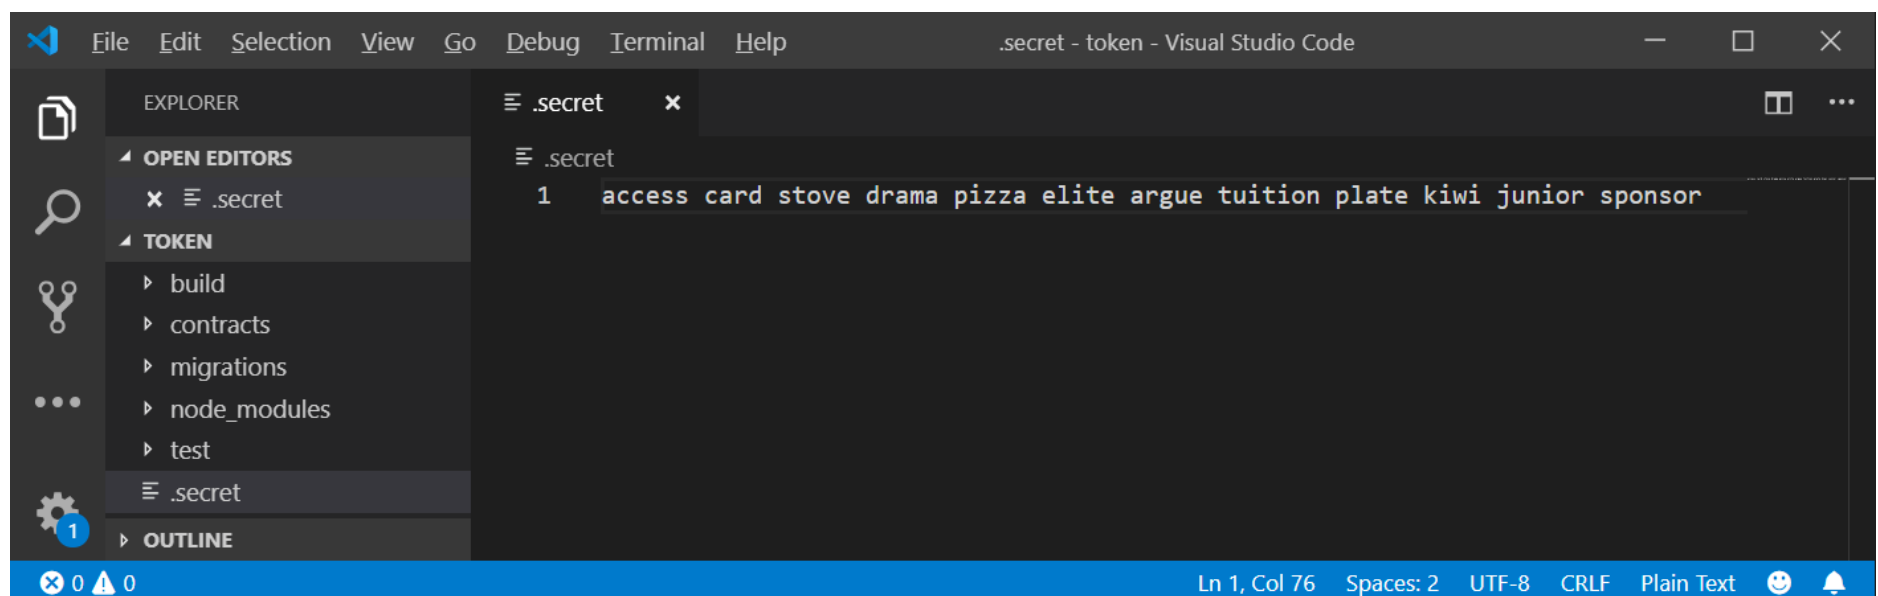 File Edit Selection View Go Debug Terminal Help .secret - token - Visual Studio Code
EXPLORER
OPEN EDITORS
.secret
TOKEN
build
contracts
migrations
node_modules
test
.secret
OUTLINE
.secret
.secret
1 access card stove drama pizza elite argue tuition plate kiwi junior sponsor
1
0 0 Ln 1, Col 76 Spaces: 2 UTF-8 CRLF Plain Text